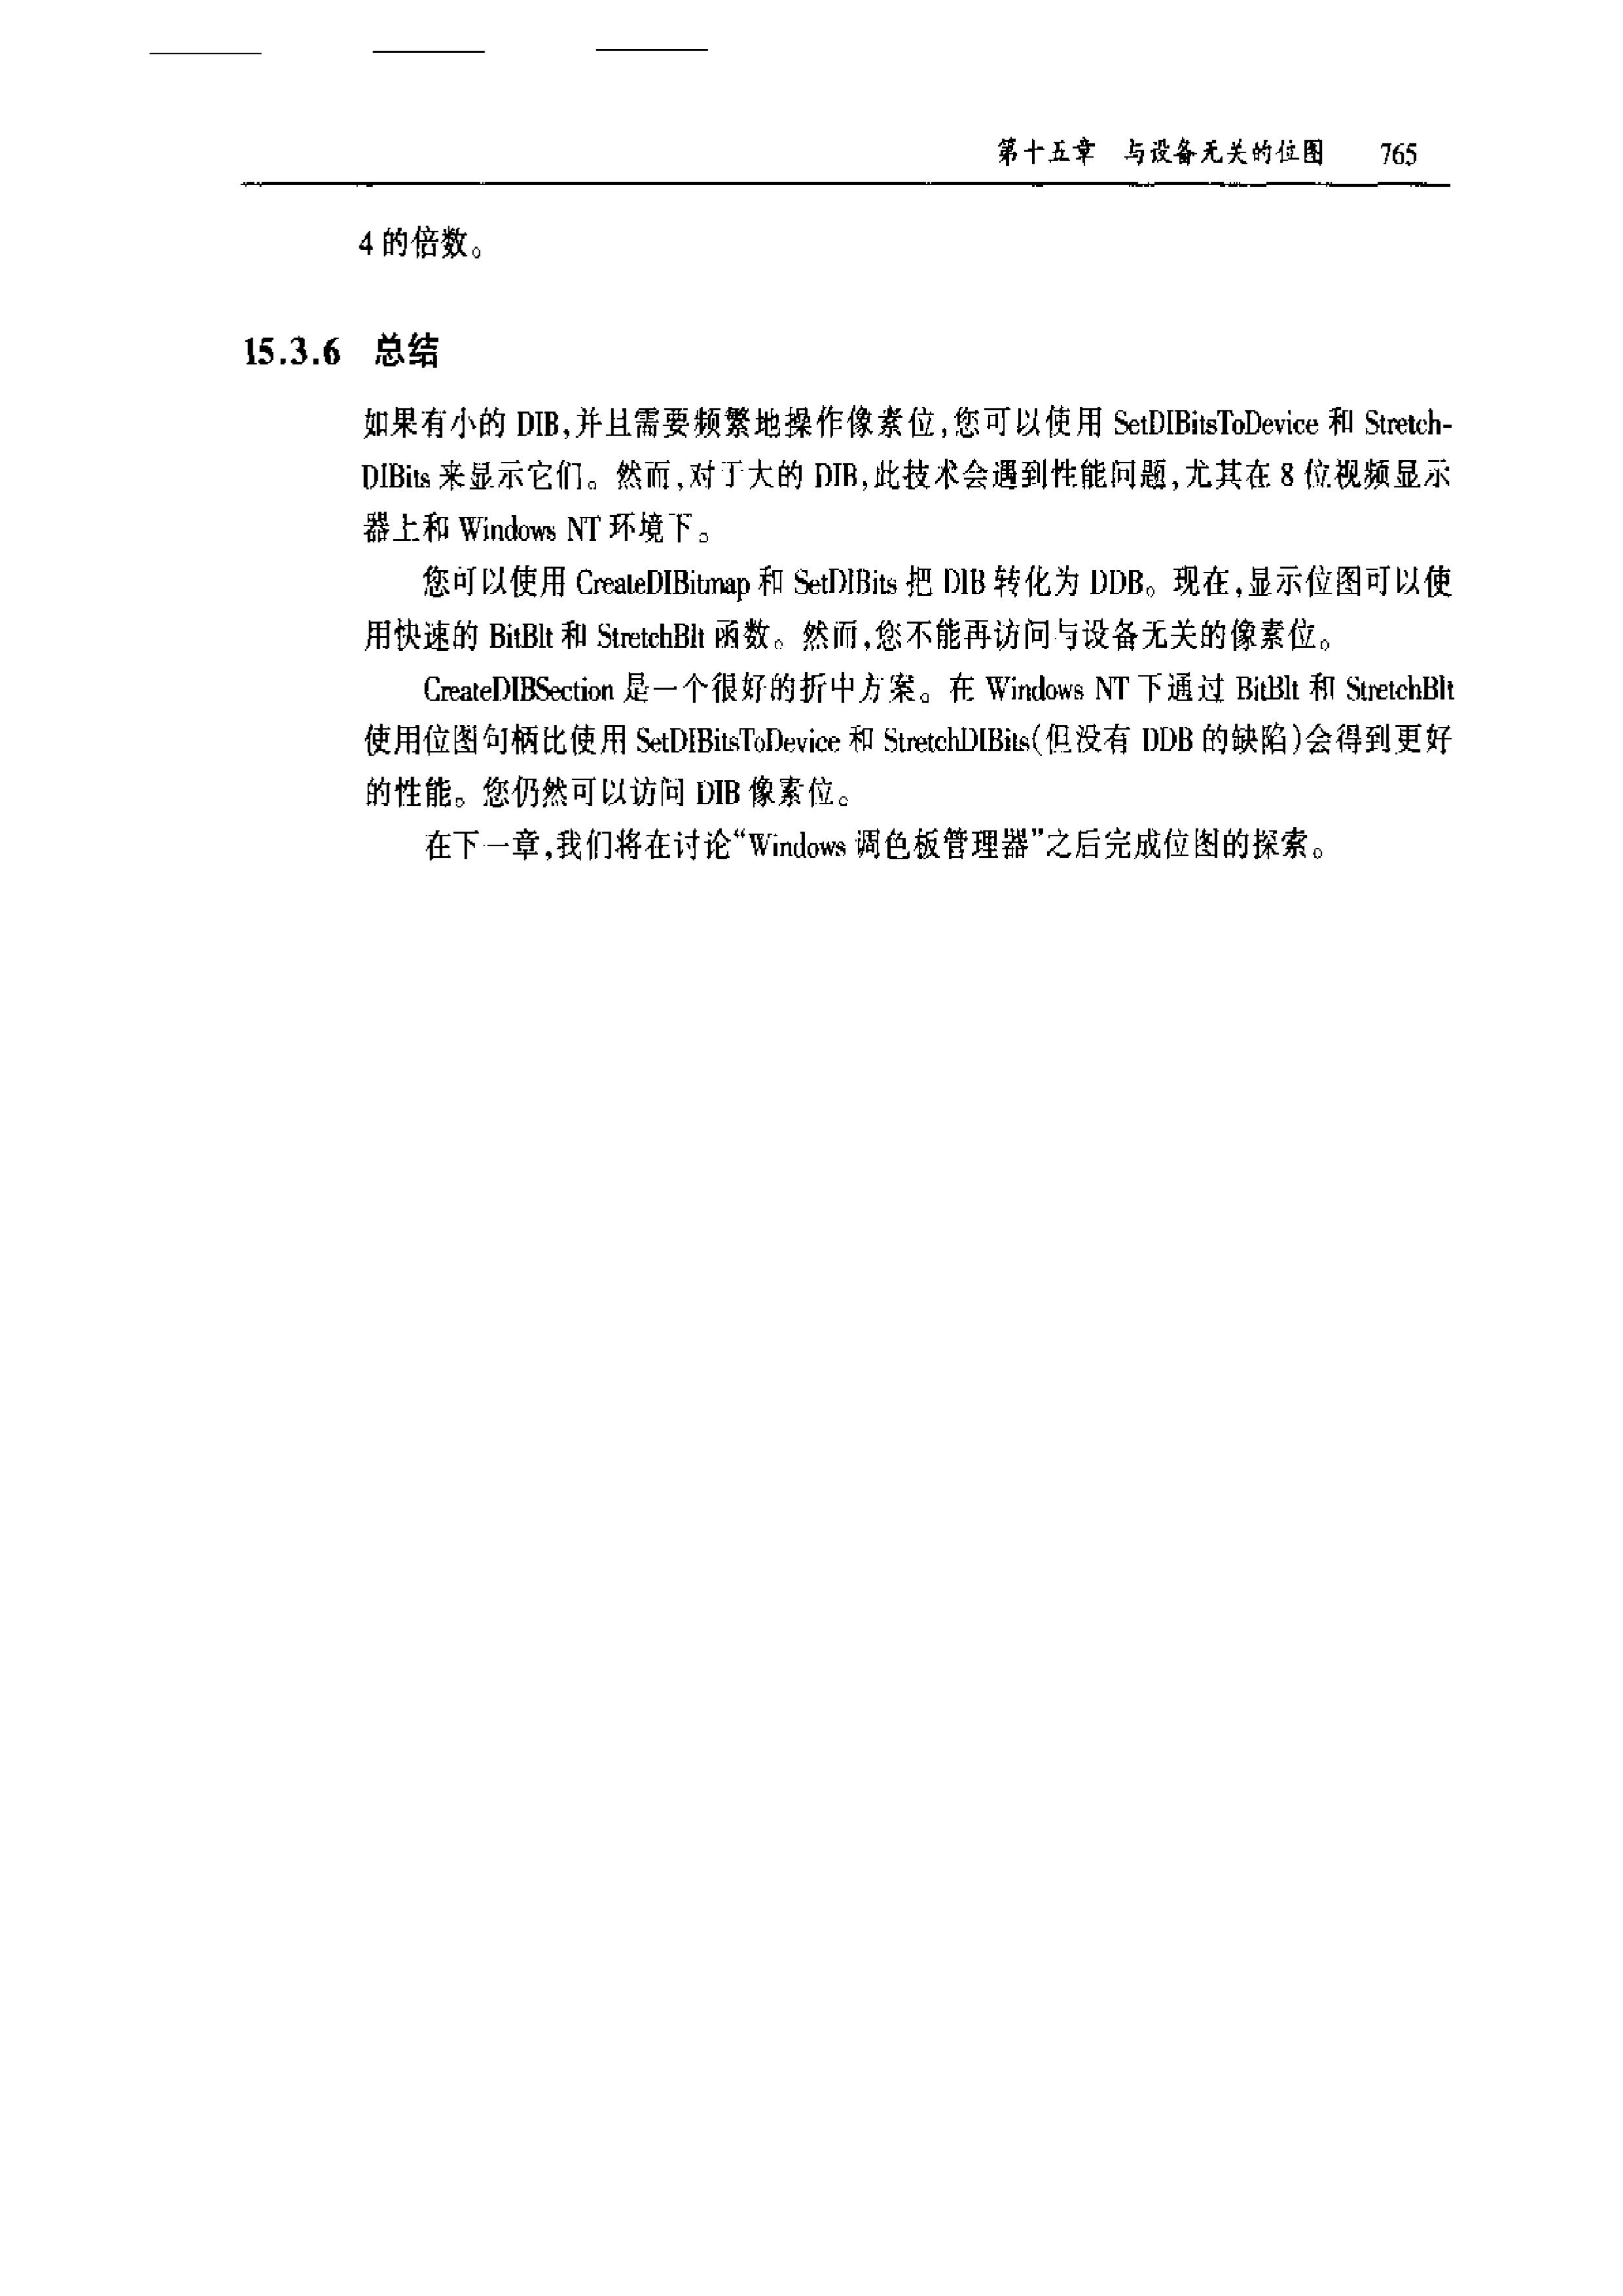 第十五章 与设备无关的位图 765
4 的倍数。
15.3.6 总结
如果有小的 DIB,并且需要频繁地操作像素位,您可以使用 SetDIBitsToDevice 和 Stretch-
DIBits 来显示它们。然而,对于大的 DIB,此技术会遇到性能问题,尤其在 8 位视频显示
器上和 Windows NT 环境下。
您可以使用 CreateDIBitmap 和 SetDIBits 把 DIB 转化为 DDB。现在,显示位图可以使
用快速的 BitBlt 和 StretchBlt 函数。然而,您不能再访问与设备无关的像素位。
CreateDIBSection 是一个很好的折中方案。在 Windows NT 下通过 BitBlt 和 StretchBlt
使用位图句柄比使用 SetDIBitsToDevice 和 StretchDIBits(但没有 DDB 的缺陷)会得到更好
的性能。您仍然可以访问 DIB 像素位。
在下一章,我们将在讨论“Windows 调色板管理器”之后完成位图的探索。